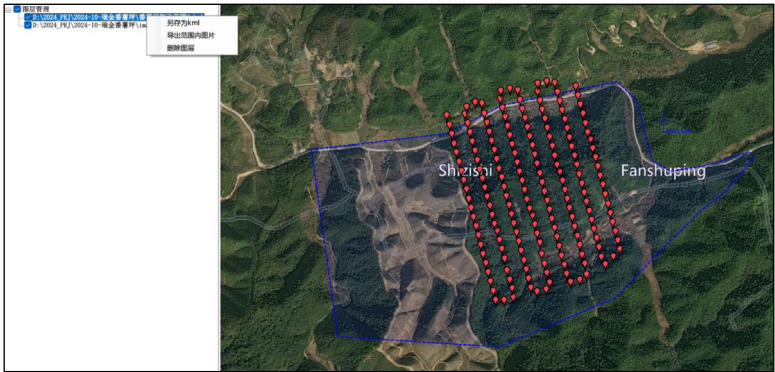 图层管理
D:\2024_PRJ\2024-10-瑞金番薯坪\番
D:\2024_PRJ\2024-10-瑞金番薯坪\ima
另存为kml
导出范围内图片
删除图层
Shizishi
Fanshuping